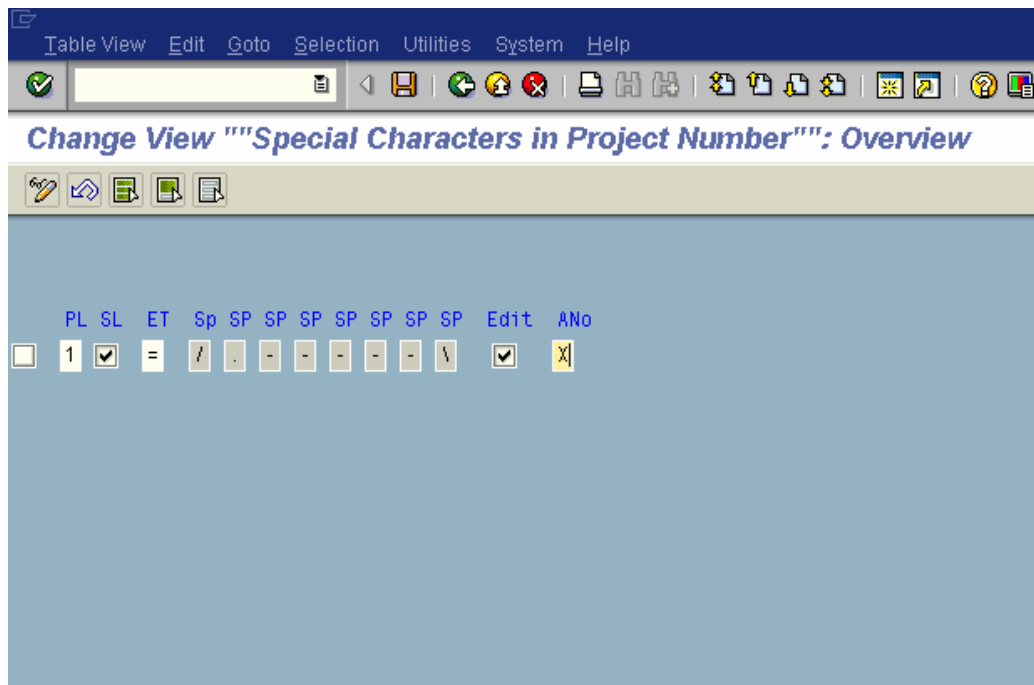 Table View Edit Goto Selection Utilities System Help
Change View ""Special Characters in Project Number"": Overview
PL SL ET Sp SP SP SP SP SP SP SP Edit ANo
1 = / . - - - - - \ X